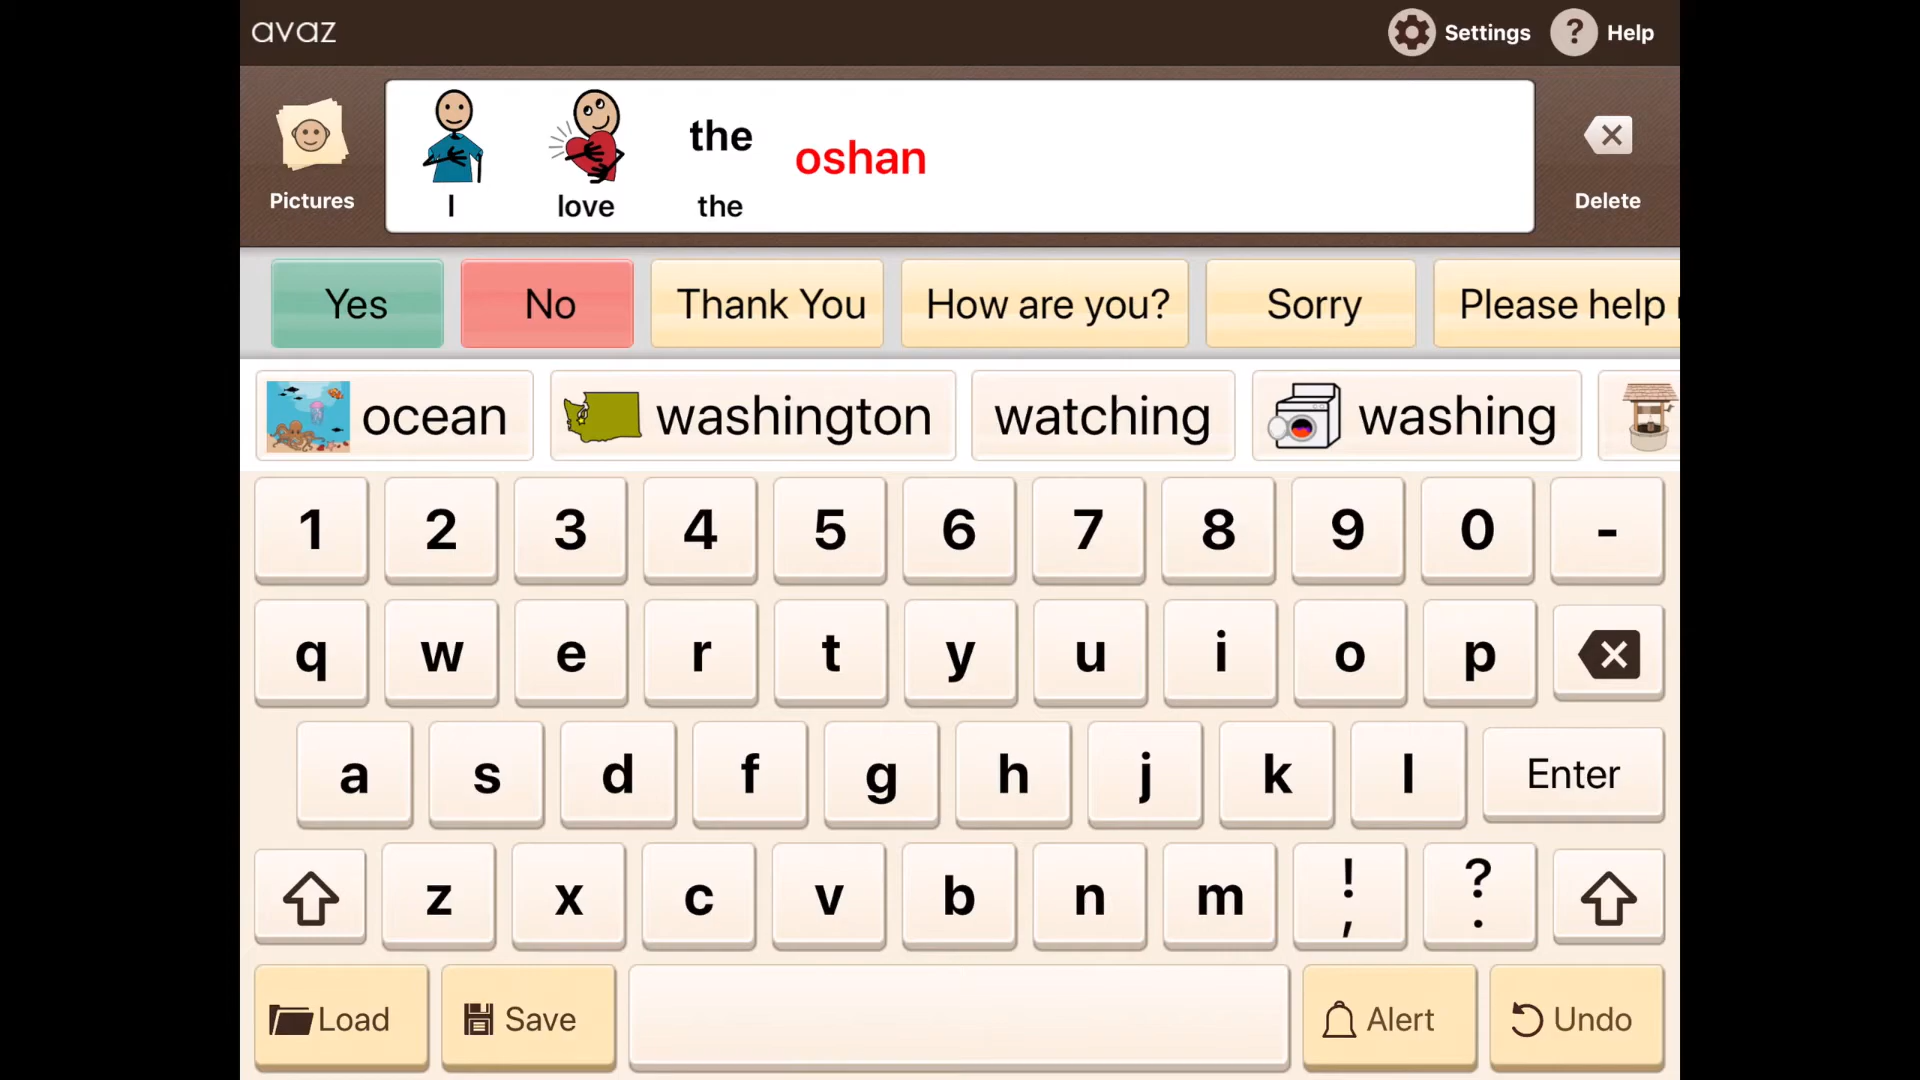 avaz Settings ? Help
the oshan
Pictures I love the Delete
Yes No Thank You How are you? Sorry Please help
ocean washington watching washing
1 2 3 4 5 6 7 8 9 0 -
q w e r t y u i o p
a s d f g h j k l Enter
z x c v b n m ! , ? .
Load Save Alert Undo